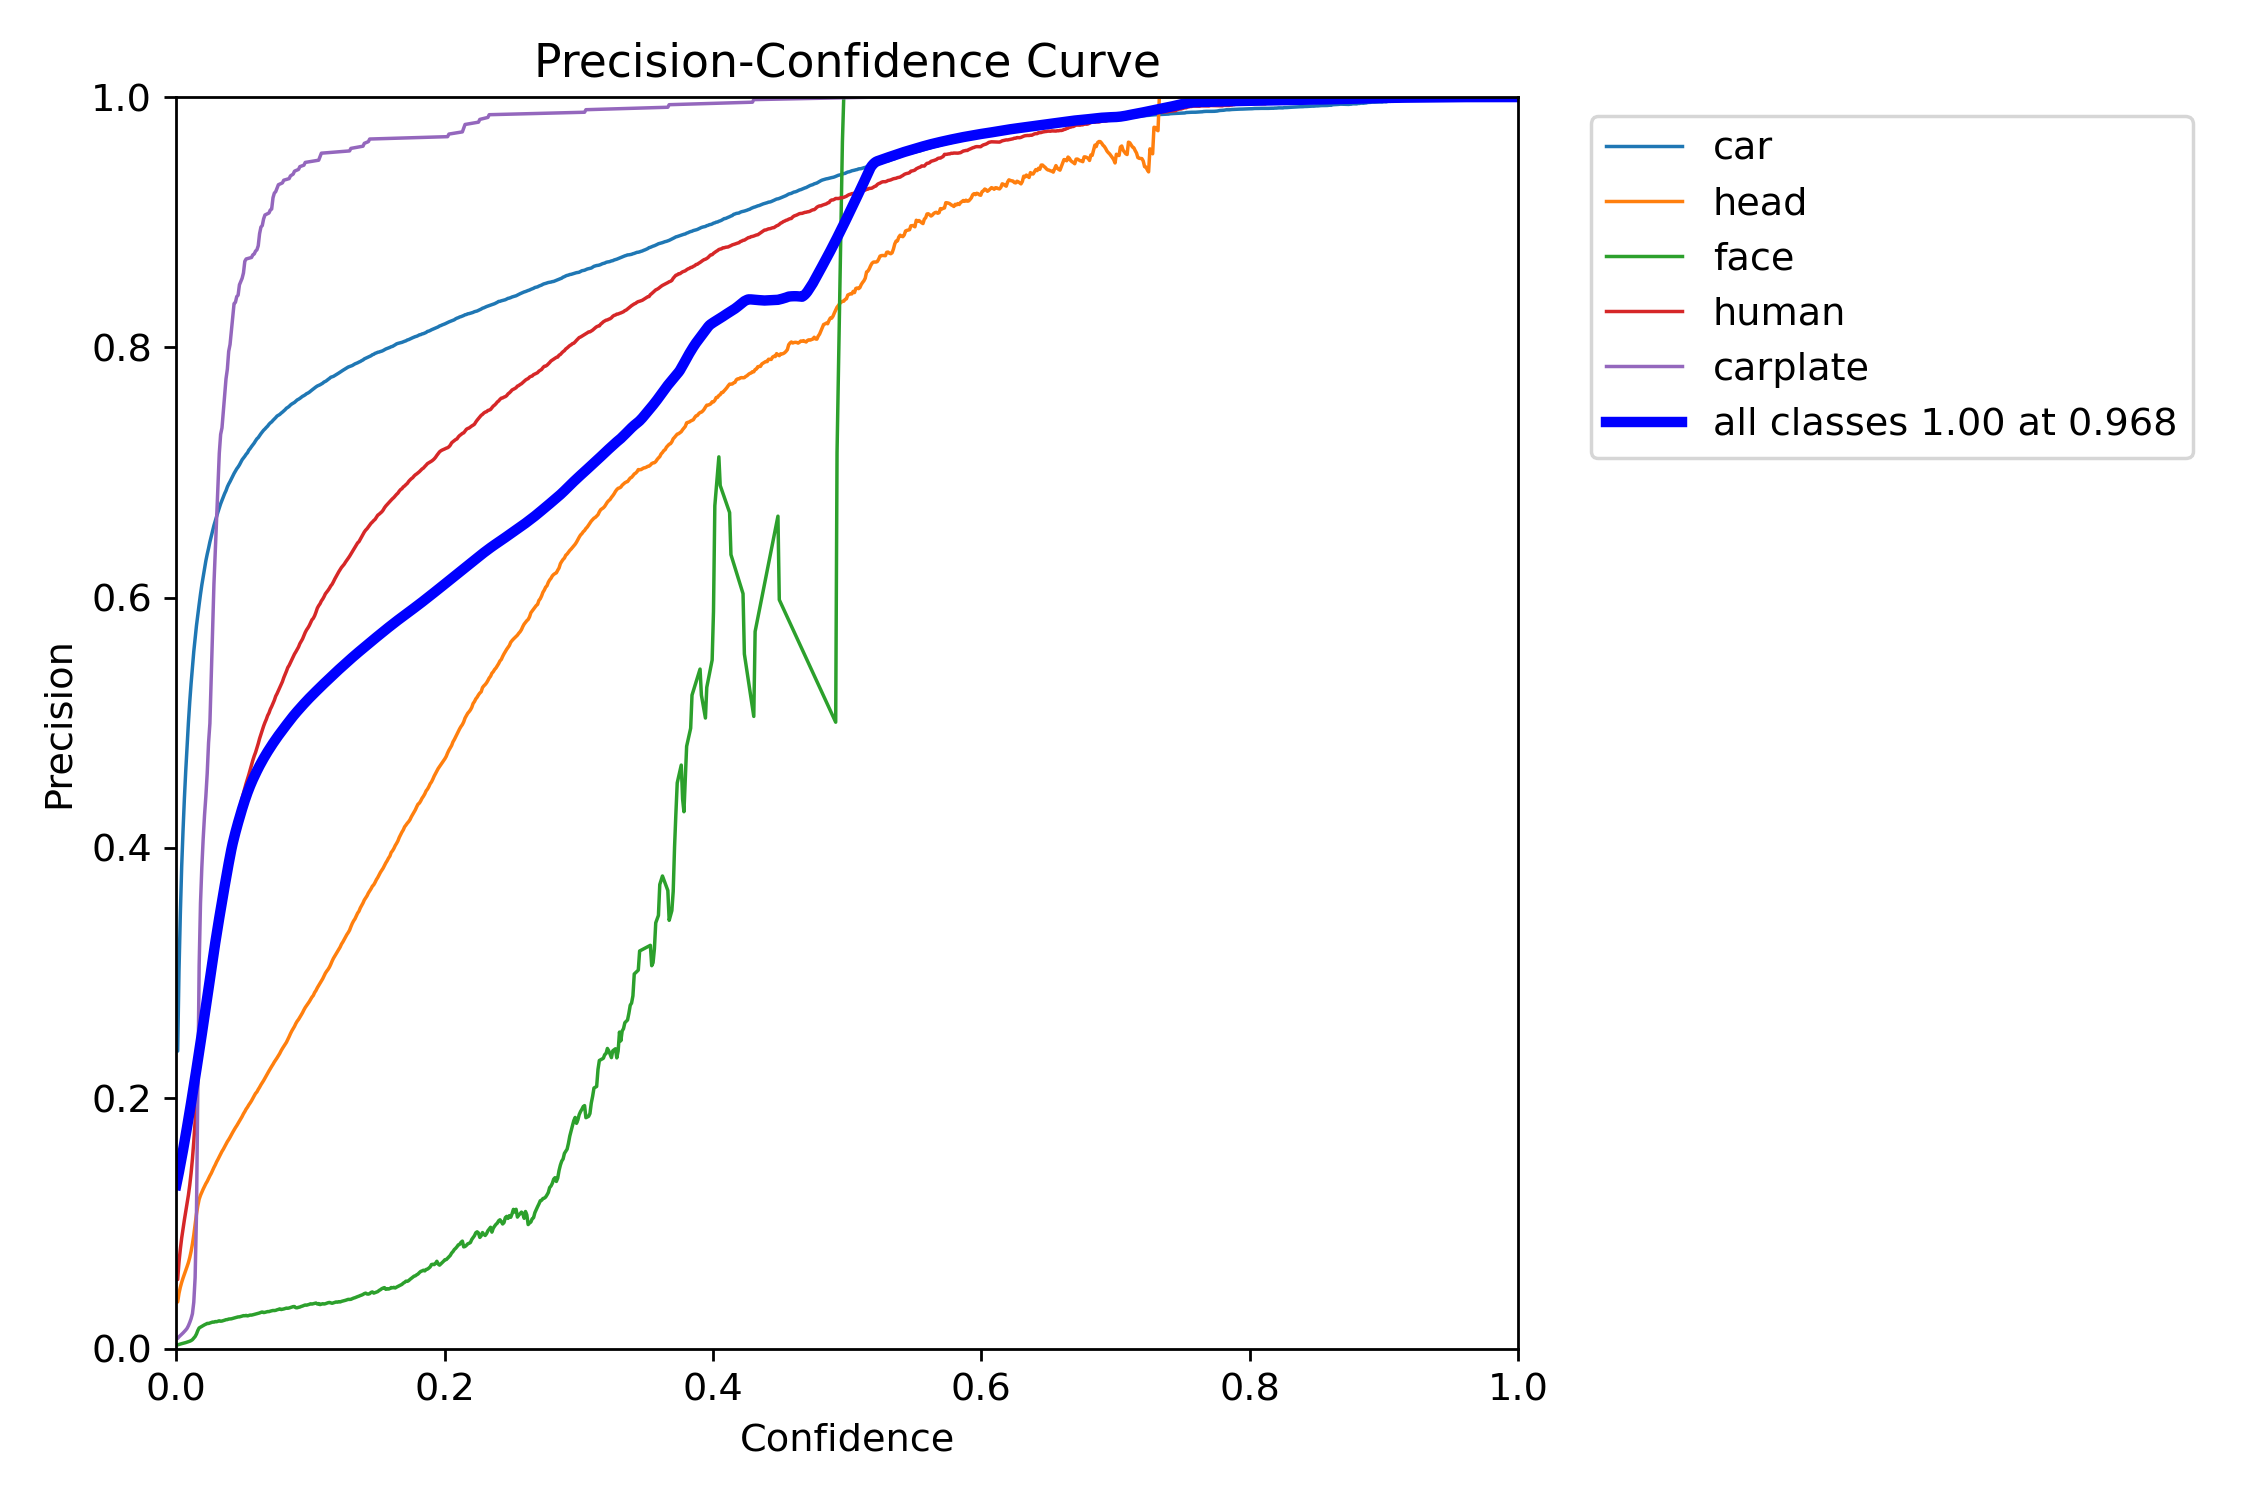 Precision-Confidence Curve
1.0
0.8
0.6
0.4
0.2
0.0
Precision
0.0 0.2 0.4 0.6 0.8 1.0
Confidence
car
head
face
human
carplate
all classes 1.00 at 0.968